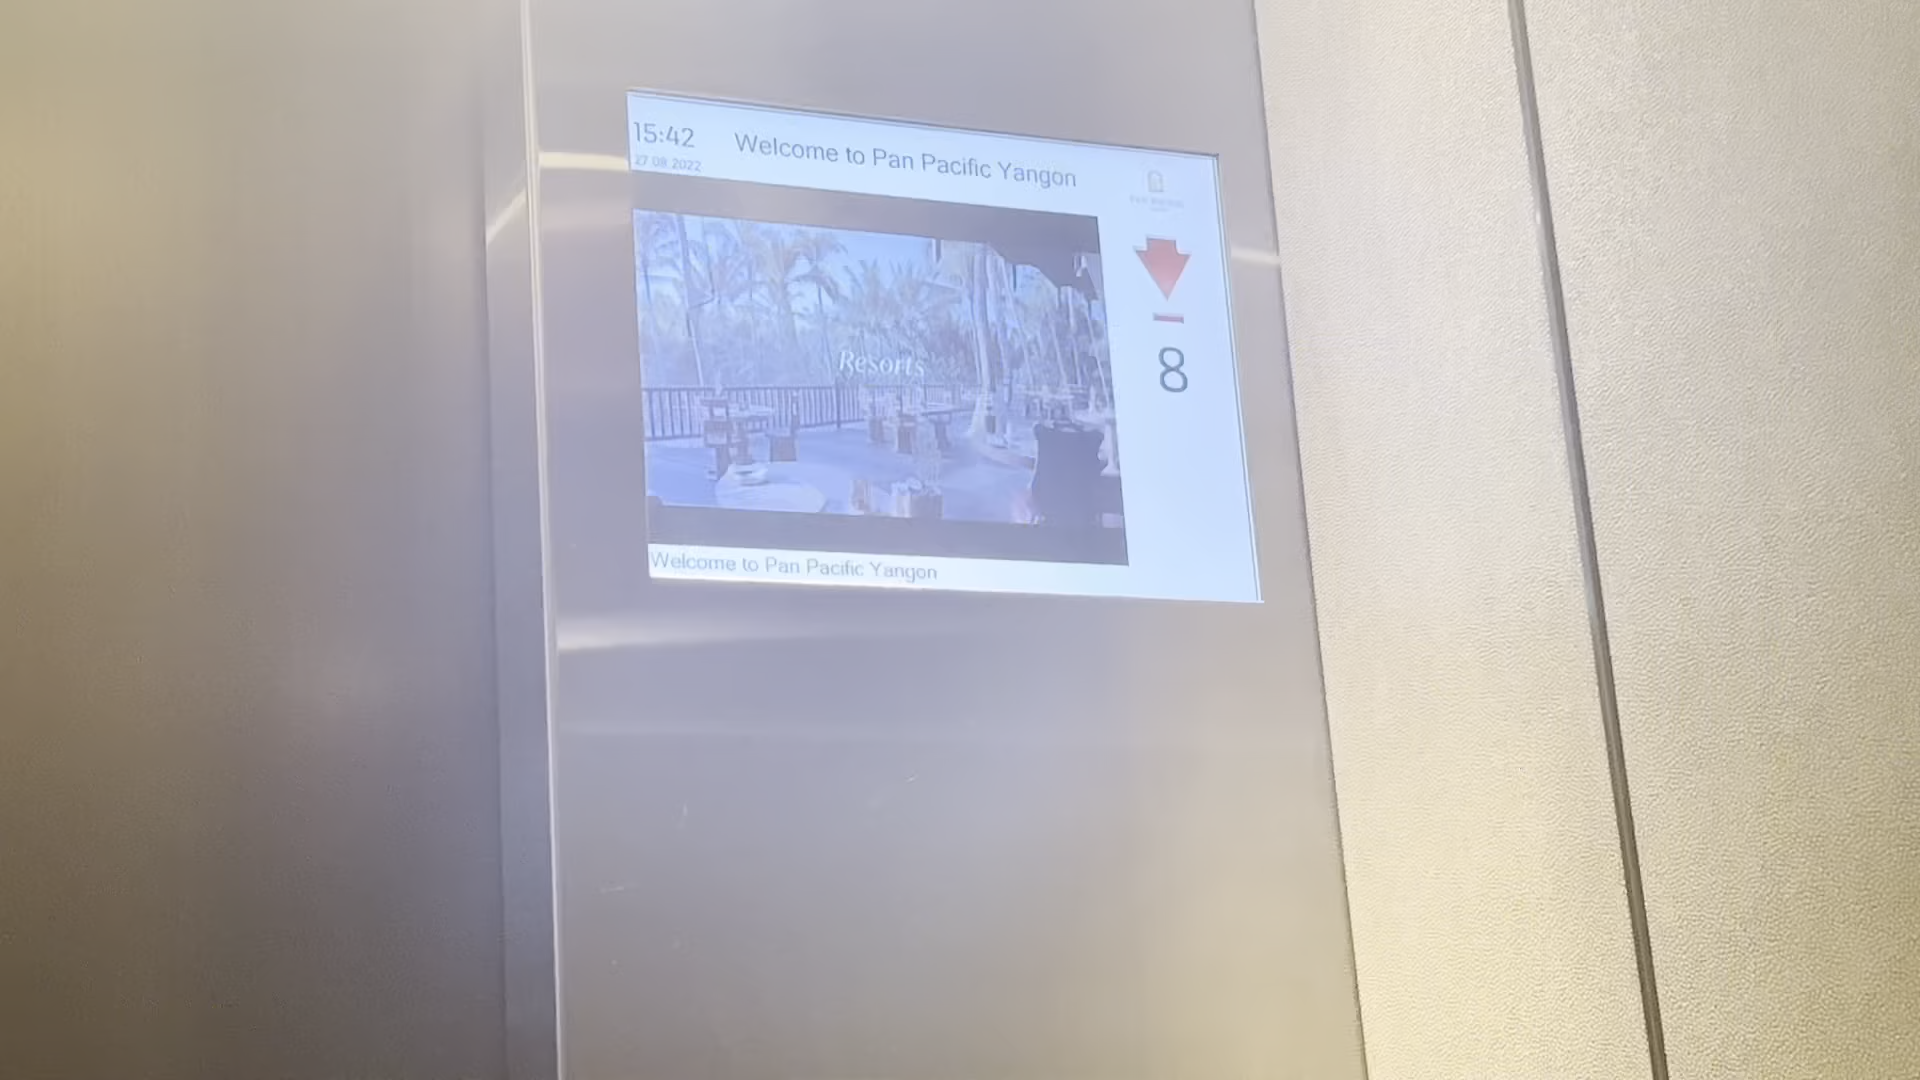 15:42
Welcome to Pan Pacific Yangon
27.08.2022
Resorts
8
Welcome to Pan Pacific Yangon